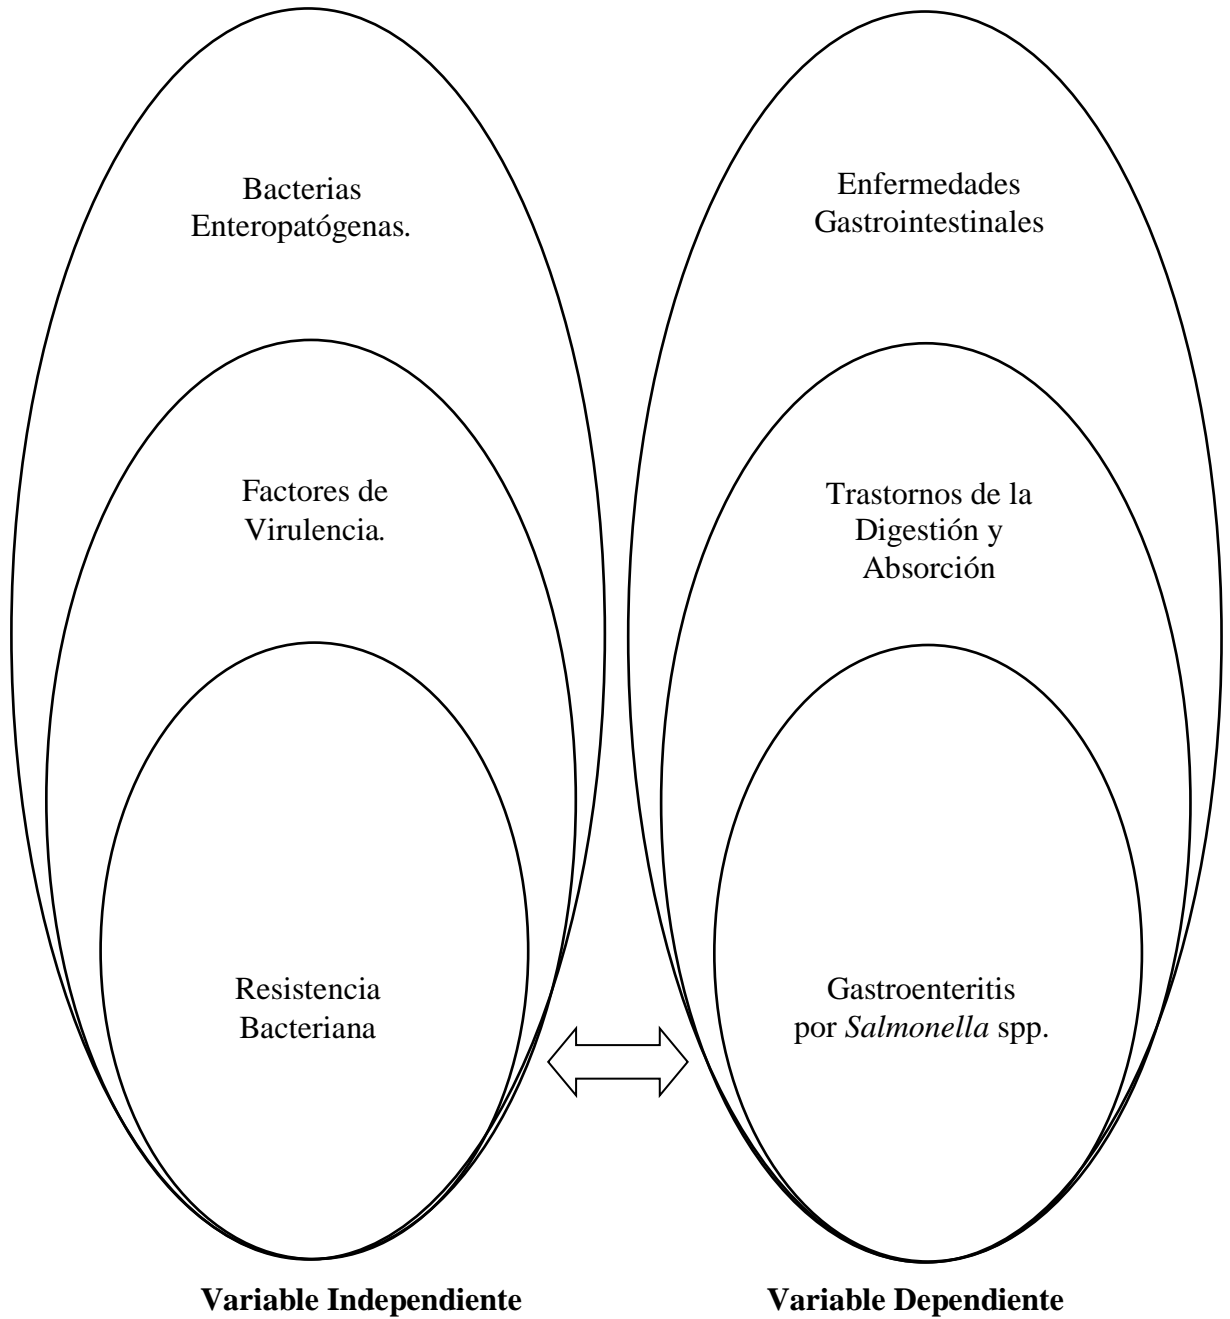 Bacterias
Enteropatógenas.
Factores de
Virulencia.
Resistencia
Bacteriana
Variable Independiente
Enfermedades
Gastrointestinales
Trastornos de la
Digestión y
Absorción
Gastroenteritis
por Salmonella spp.
Variable Dependiente